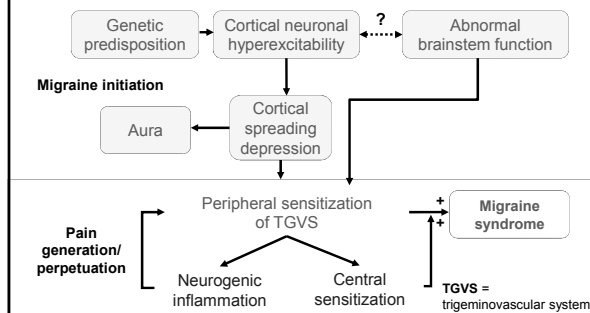 Genetic
predisposition
Cortical neuronal
hyperexcitability
?
Abnormal
brainstem function
Migraine initiation
Aura
Cortical
spreading
depression
Peripheral sensitization
of TGVS
+
+
Migraine
syndrome
Pain
generation/
perpetuation
Neurogenic
inflammation
Central
sensitization
TGVS =
trigeminovascular system